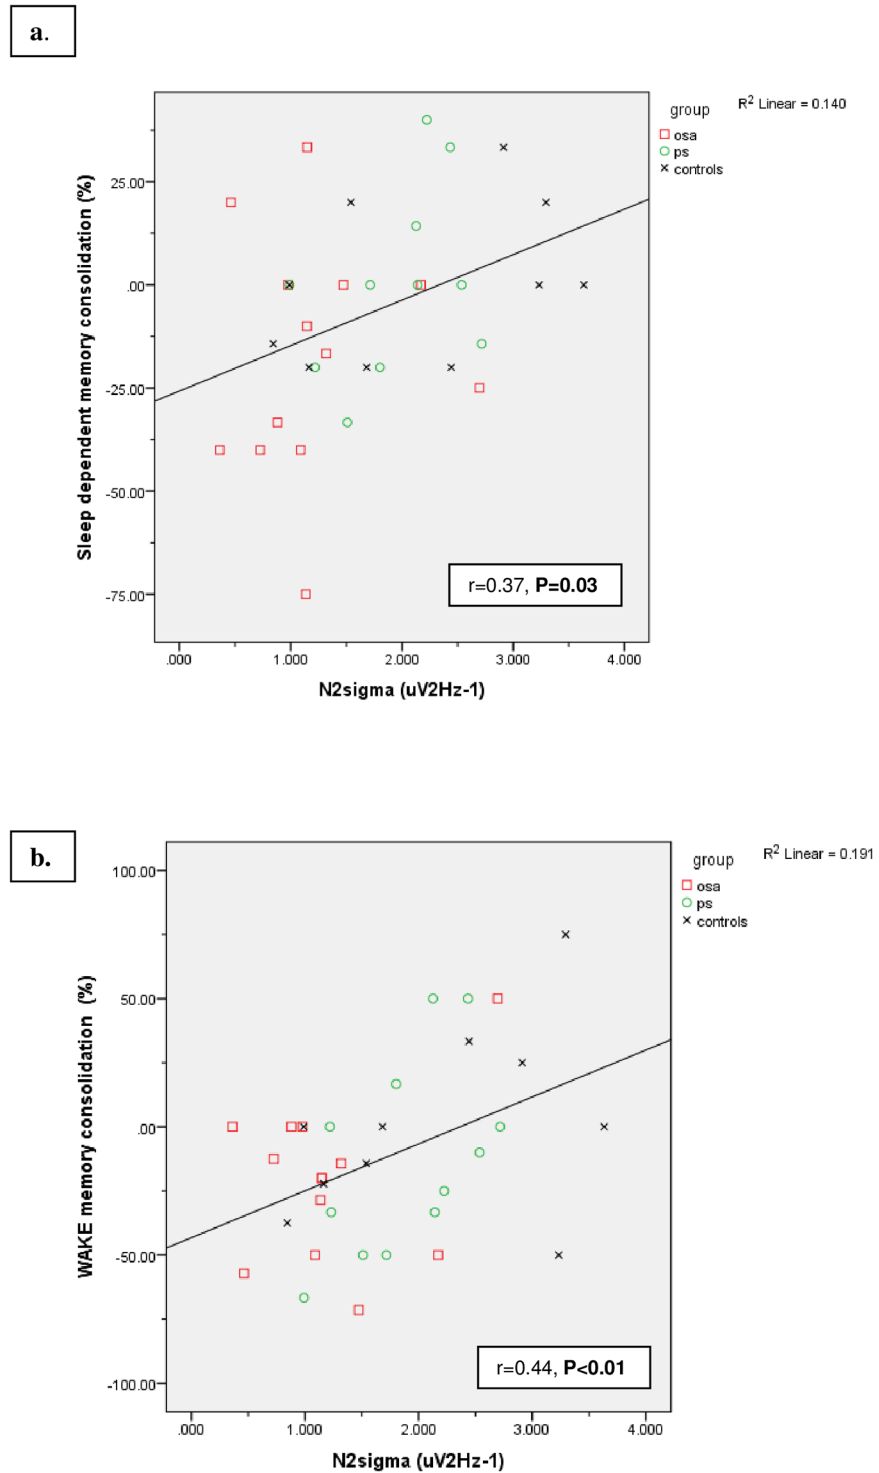 a.
group
R2 Linear = 0.140
osa
ps
controls
Sleep dependent memory consolidation (%)
25.00
.00
-25.00
-50.00
-75.00
r=0.37, P=0.03
.000 1.000 2.000 3.000 4.000
N2sigma (uV2Hz-1)
b.
group
R2 Linear = 0.191
osa
ps
controls
WAKE memory consolidation (%)
100.00
50.00
.00
-50.00
-100.00
r=0.44, P<0.01
.000 1.000 2.000 3.000 4.000
N2sigma (uV2Hz-1)